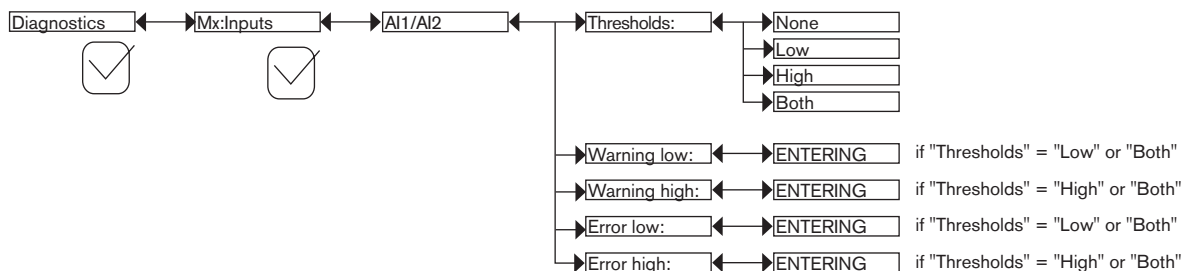 Diagnostics Mx:Inputs AI1/AI2 Thresholds: None
Low
High
Both
Warning low: ENTERING if "Thresholds" = "Low" or "Both"
Warning high: ENTERING if "Thresholds" = "High" or "Both"
Error low: ENTERING if "Thresholds" = "Low" or "Both"
Error high: ENTERING if "Thresholds" = "High" or "Both"